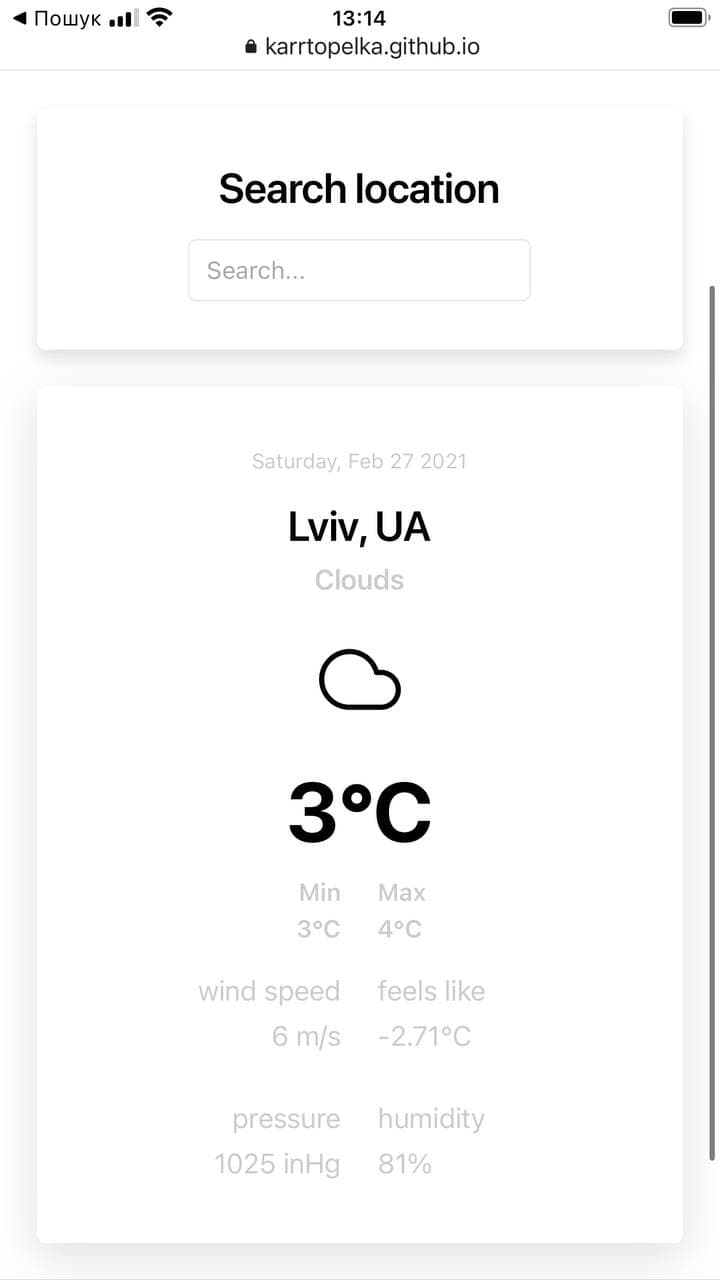 Пошук
13:14
karrtopelka.github.io
Search location
Search...
Saturday, Feb 27 2021
Lviv, UA
Clouds
3°C
Min Max
3°C 4°C
wind speed feels like
6 m/s -2.71°C
pressure humidity
1025 inHg 81%